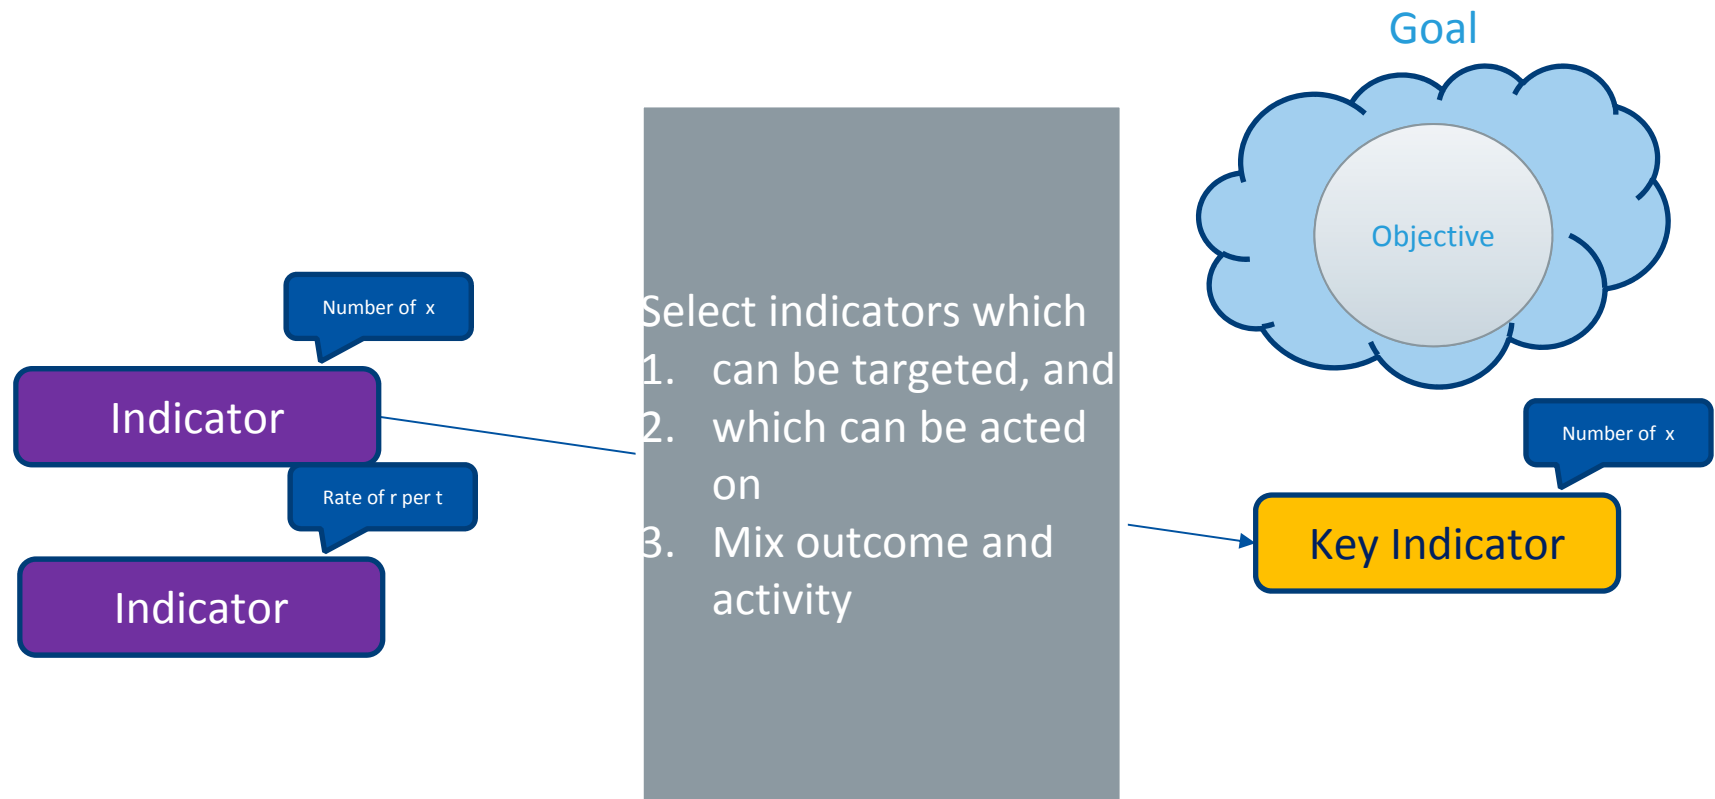 Goal
Objective
Number of x
Indicator
Rate of r per t
Indicator
Select indicators which
1. can be targeted, and
2. which can be acted
on
3. Mix outcome and
activity
Number of x
Key Indicator